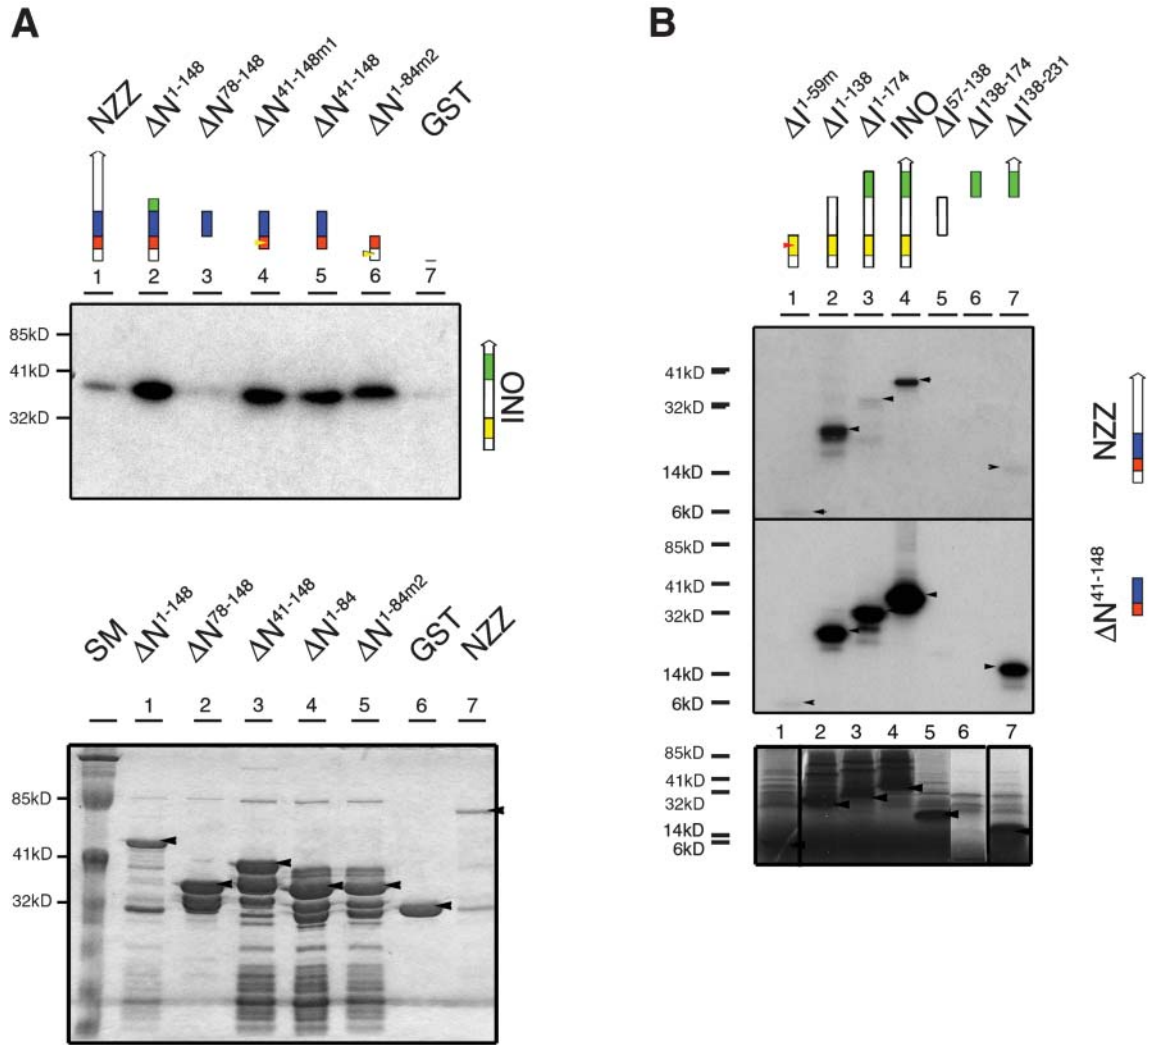 A
NZZ ΔN1-148 ΔN78-148 ΔN41-148m1 ΔN41-148 ΔN1-84m2 GST
1 2 3 4 5 6 7
85kD
41kD
32kD
INO
SM ΔN1-148 ΔN78-148 ΔN41-148 ΔN1-84 ΔN1-84m2 GST NZZ
1 2 3 4 5 6 7
85kD
41kD
32kD
B
ΔI1-59m ΔI1-138 ΔI1-174 INO ΔI57-138 ΔI138-174 ΔI138-231
1 2 3 4 5 6 7
41kD
32kD
14kD
6kD
NZZ
85kD
41kD
32kD
14kD
6kD
ΔN41-148
1 2 3 4 5 6 7
85kD
41kD
32kD
14kD
6kD